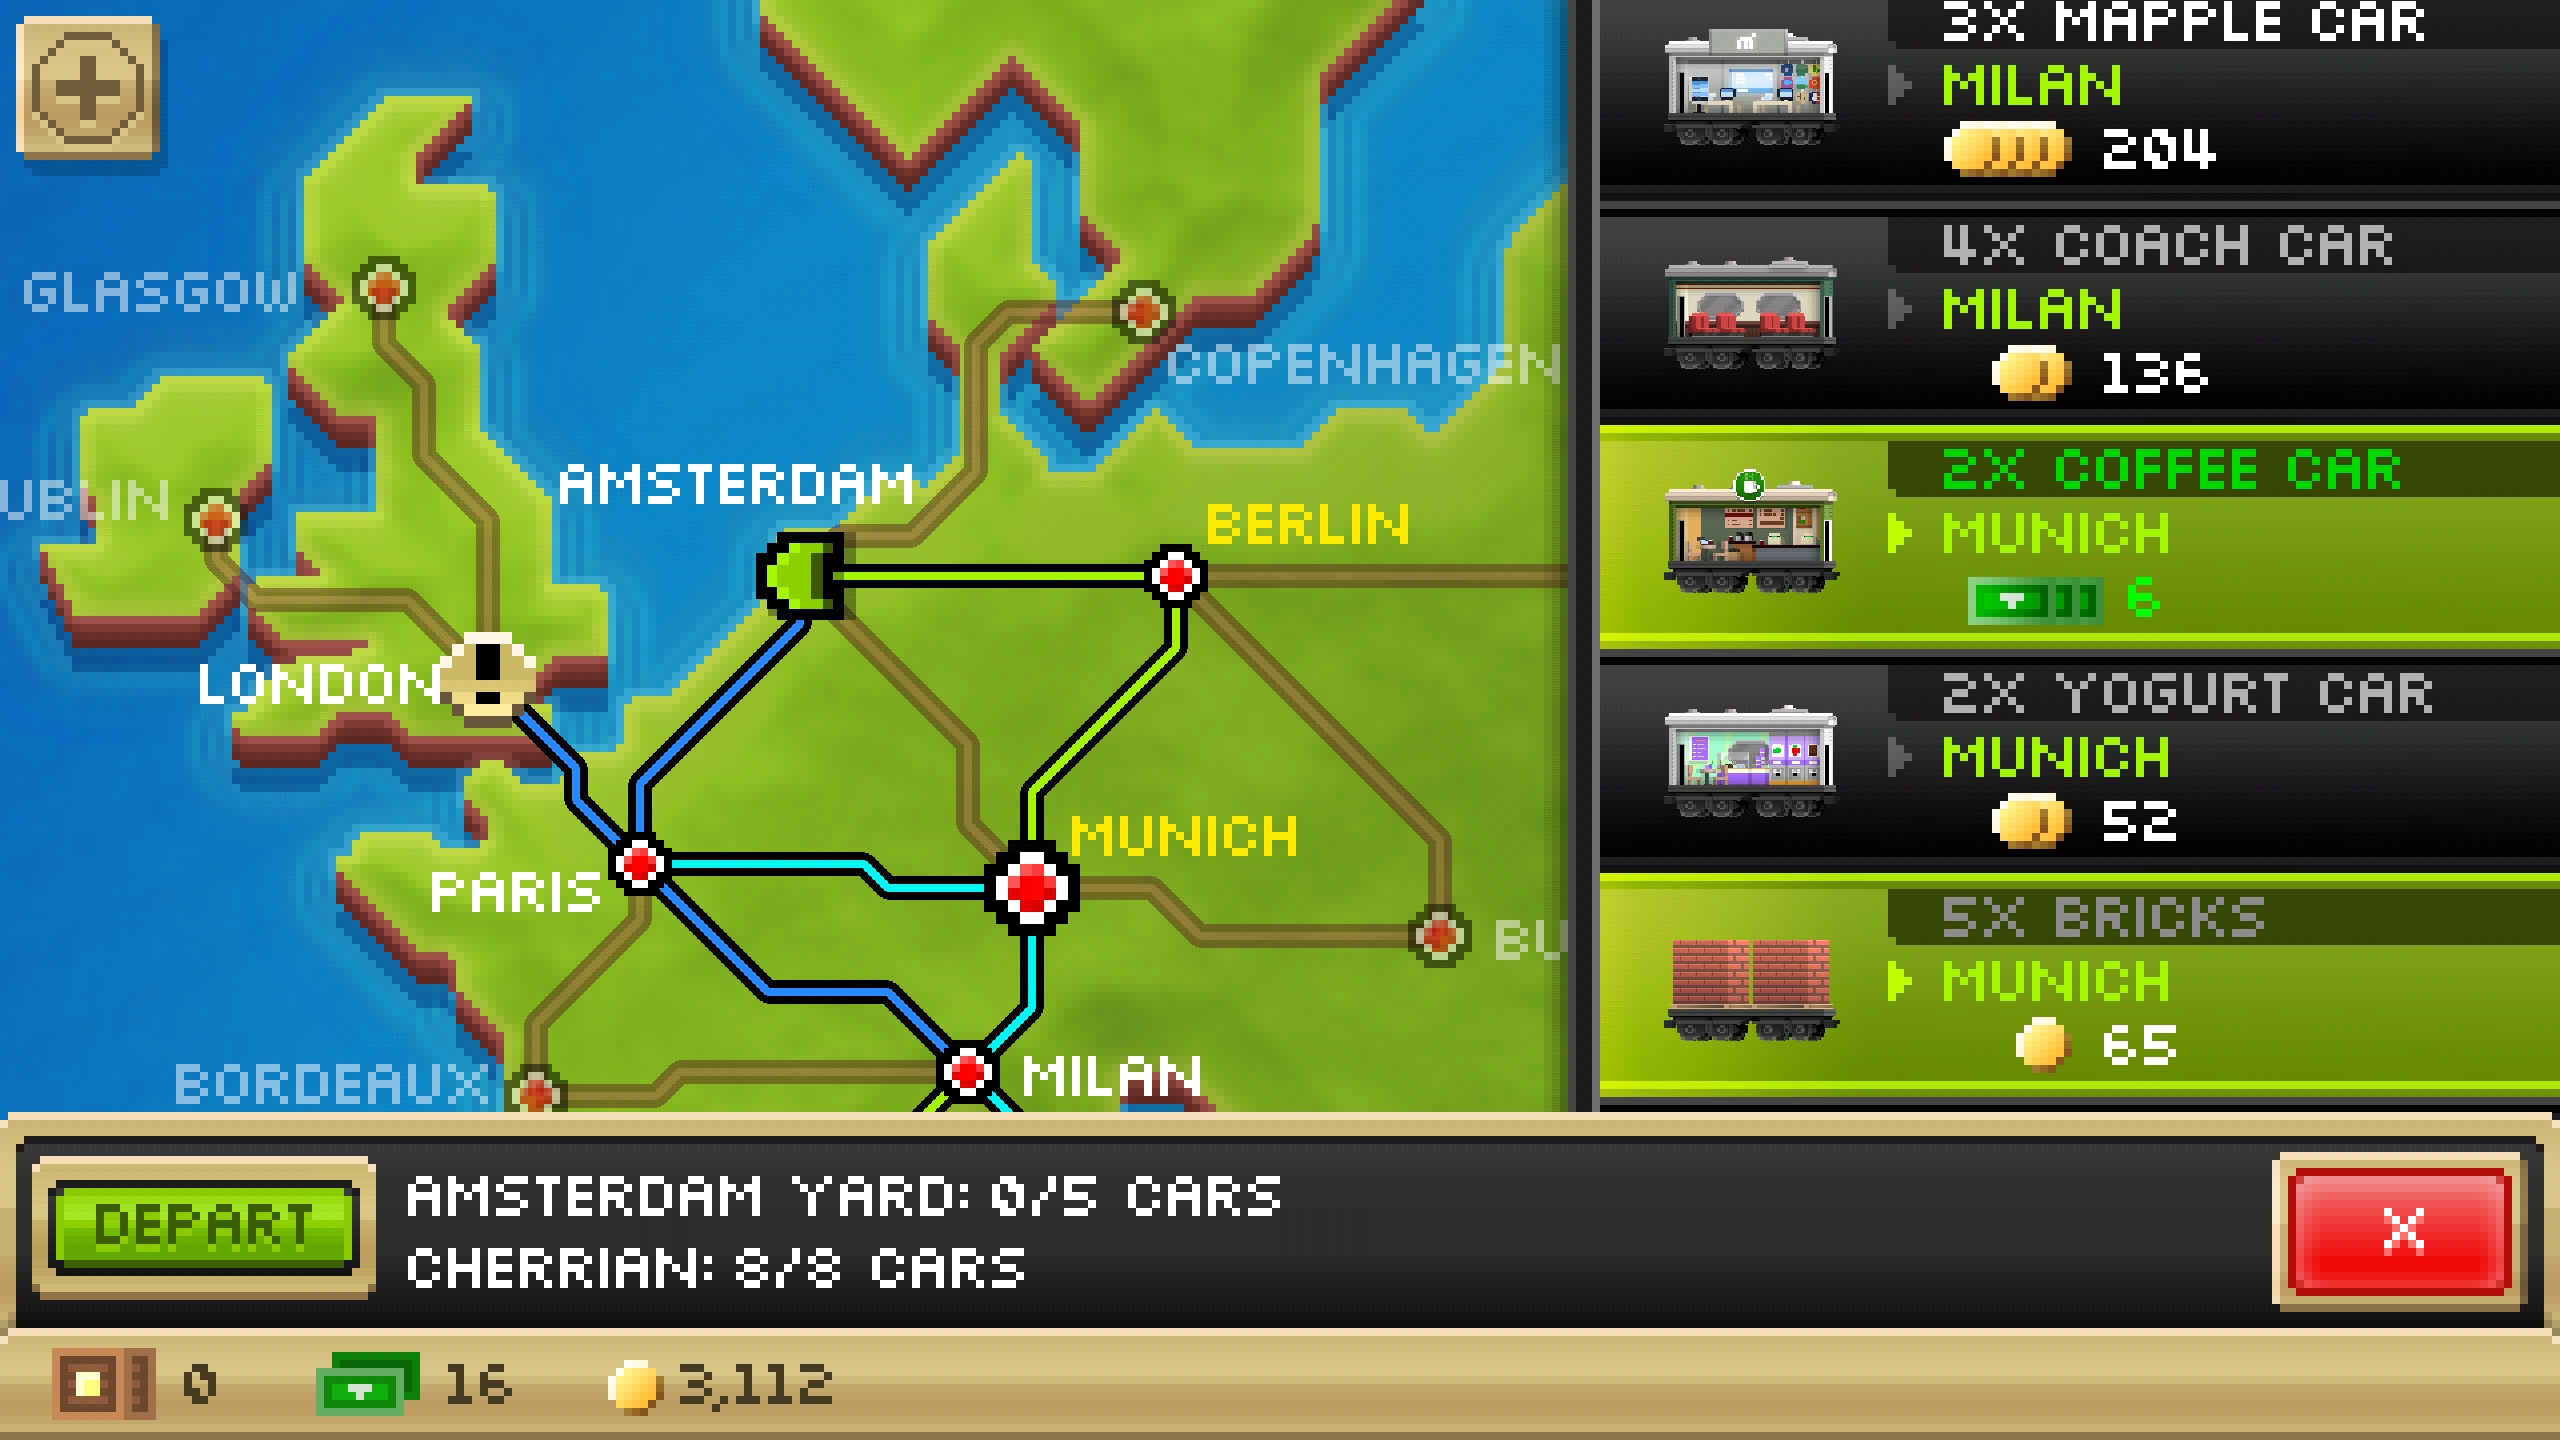 GLASGOW
COPENHAGEN
UBLIN
AMSTERDAM
BERLIN
LONDON
MUNICH
PARIS
BU
BORDEAUX
MILAN
3X MAPPLE CAR
MILAN
204
4X COACH CAR
MILAN
136
2X COFFEE CAR
MUNICH
6
2X YOGURT CAR
MUNICH
52
5X BRICKS
MUNICH
65
DEPART
AMSTERDAM YARD: 0/5 CARS
CHERRIAN: 8/8 CARS
X
0
16
3,112